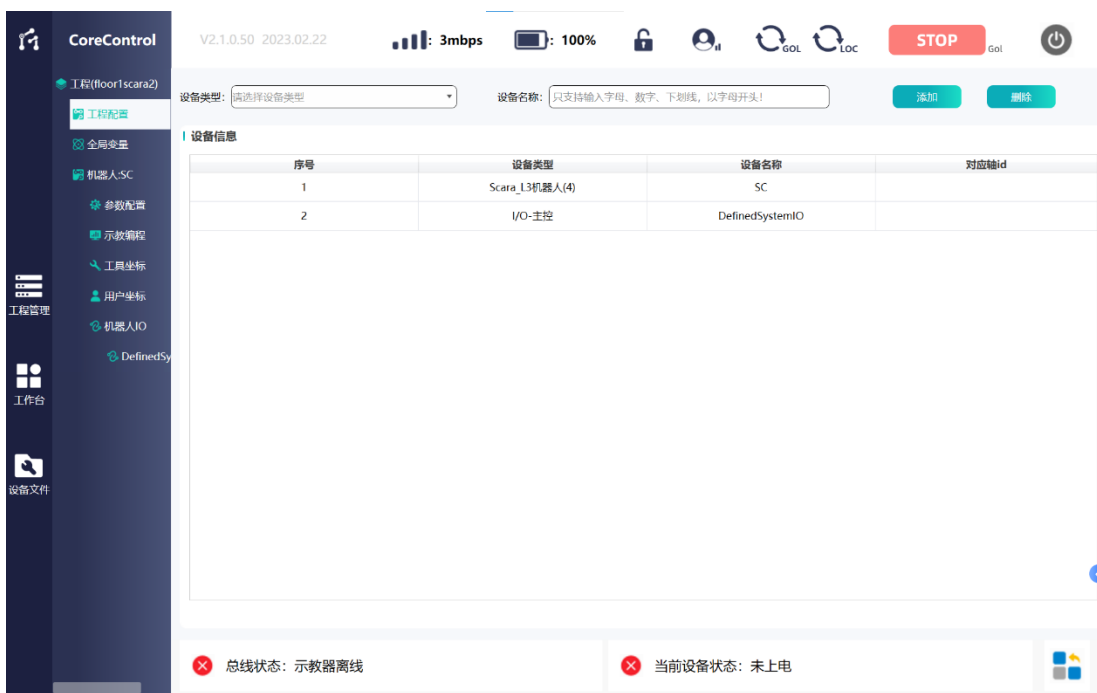 CoreControl
V2.1.0.50 2023.02.22
: 3mbps
: 100%
GOL
LOC
STOP
Gol
工程(floor1scara2)
工程配置
全局变量
机器人:SC
参数配置
示教编程
工具坐标
用户坐标
机器人IO
DefinedSy
工程管理
工作台
设备文件
设备类型: 请选择设备类型
设备名称: 只支持输入字母、数字、下划线，以字母开头!
添加
删除
设备信息
序号 设备类型 设备名称 对应轴id
1 Scara_L3机器人(4) SC
2 I/O-主控 DefinedSystemIO
总线状态：示教器离线
当前设备状态：未上电